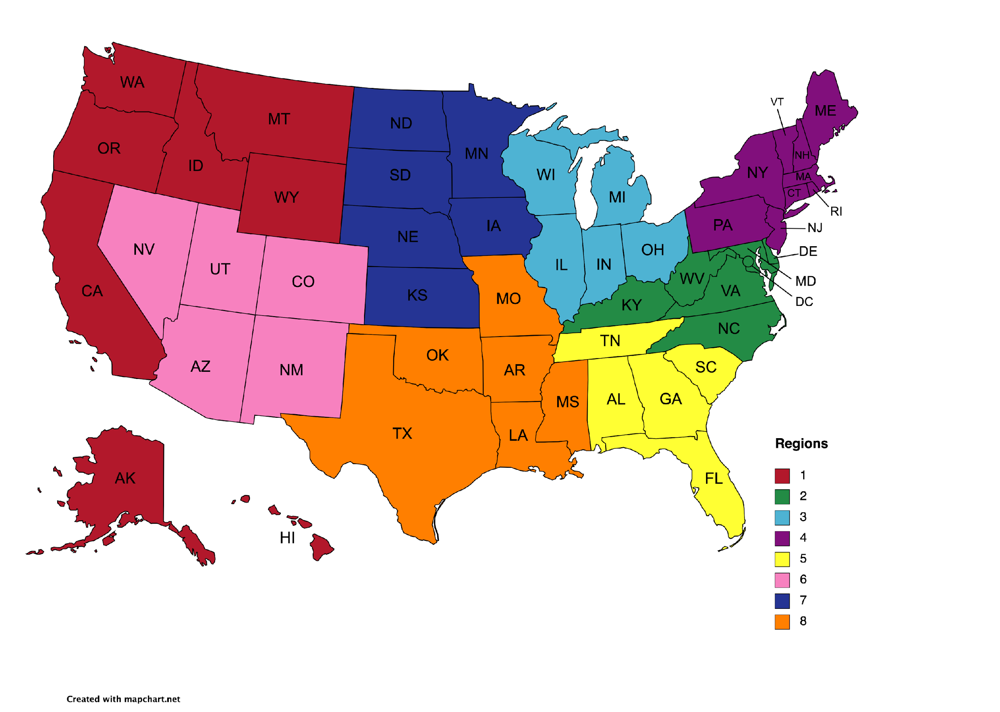 WA
MT
ND
MN
VT
ME
OR
ID
SD
WI
MI
NY
NH
MA
CT
RI
WY
NE
IA
PA
NJ
NV
UT
CO
KS
MO
IL
IN
OH
DE
WV
VA
MD
DC
CA
KY
NC
TN
AZ
NM
OK
AR
SC
MS
AL
GA
TX
LA
FL
AK
HI
Regions
1
2
3
4
5
6
7
8
Created with mapchart.net